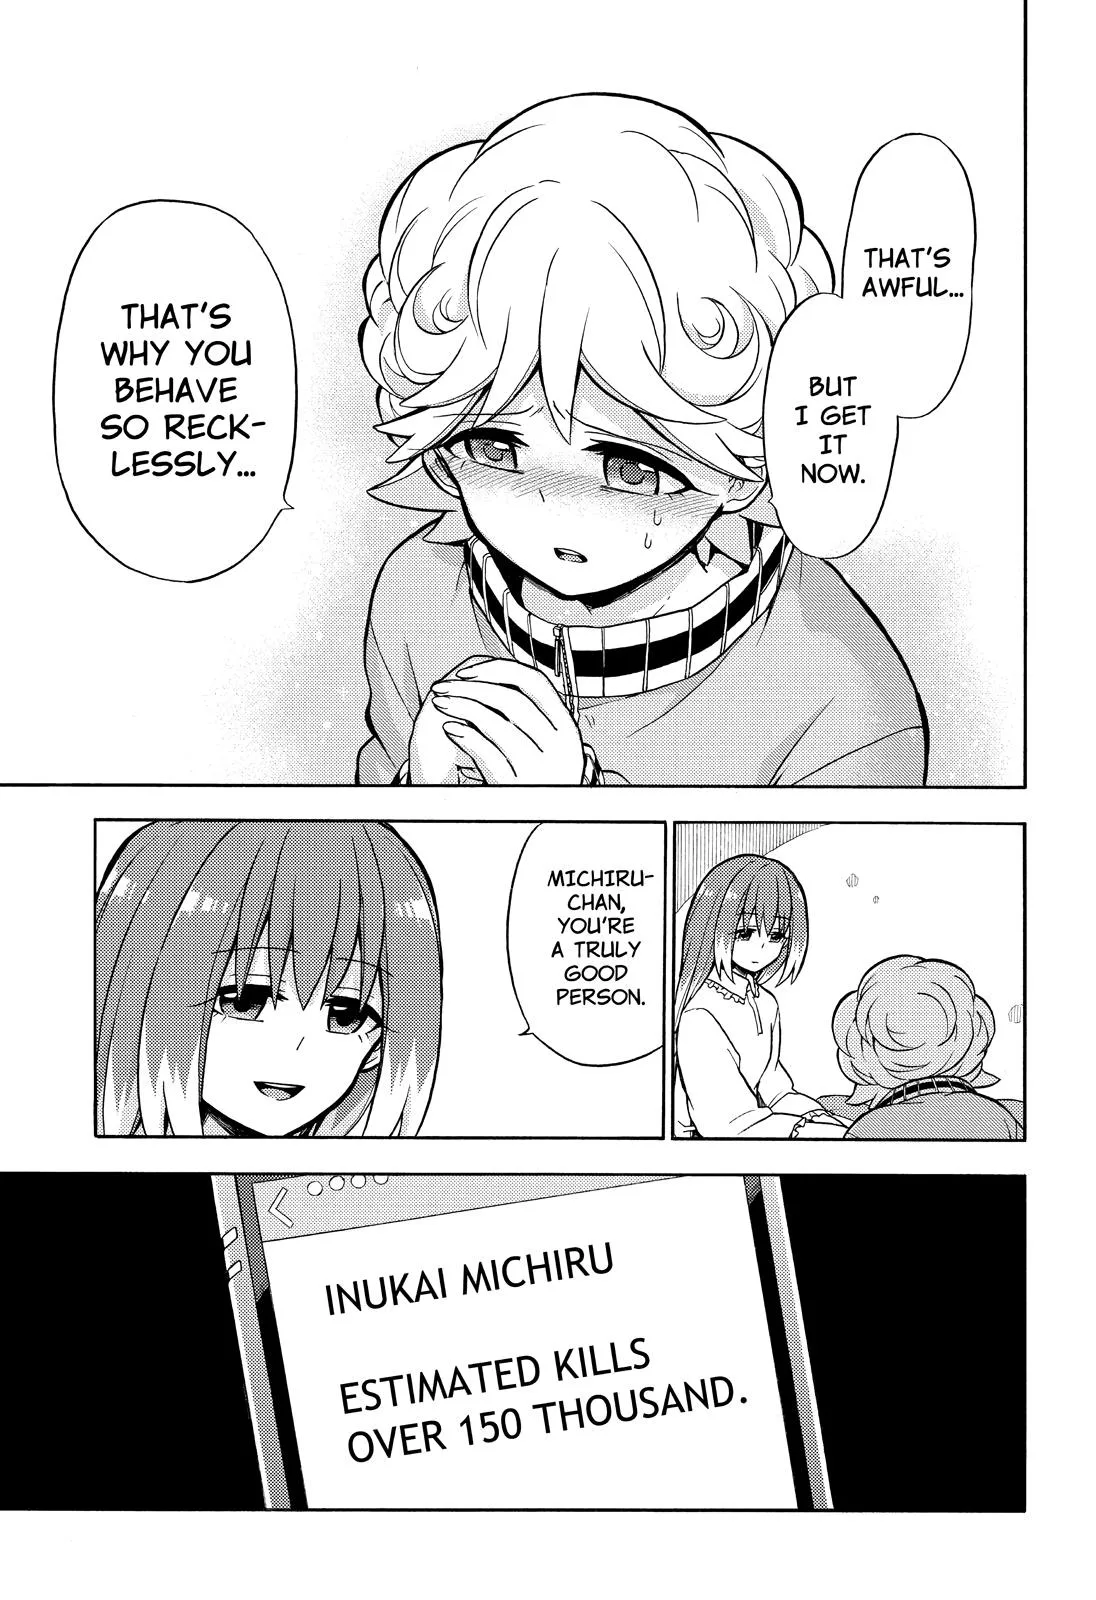 THAT'S
AWFUL...
BUT
I GET
IT
NOW.
THAT'S
WHY YOU
BEHAVE
SO RECK-
LESSLY...
MICHIRU-
CHAN,
YOU'RE
A TRULY
GOOD
PERSON.
INUKAI MICHIRU
ESTIMATED KILLS
OVER 150 THOUSAND.